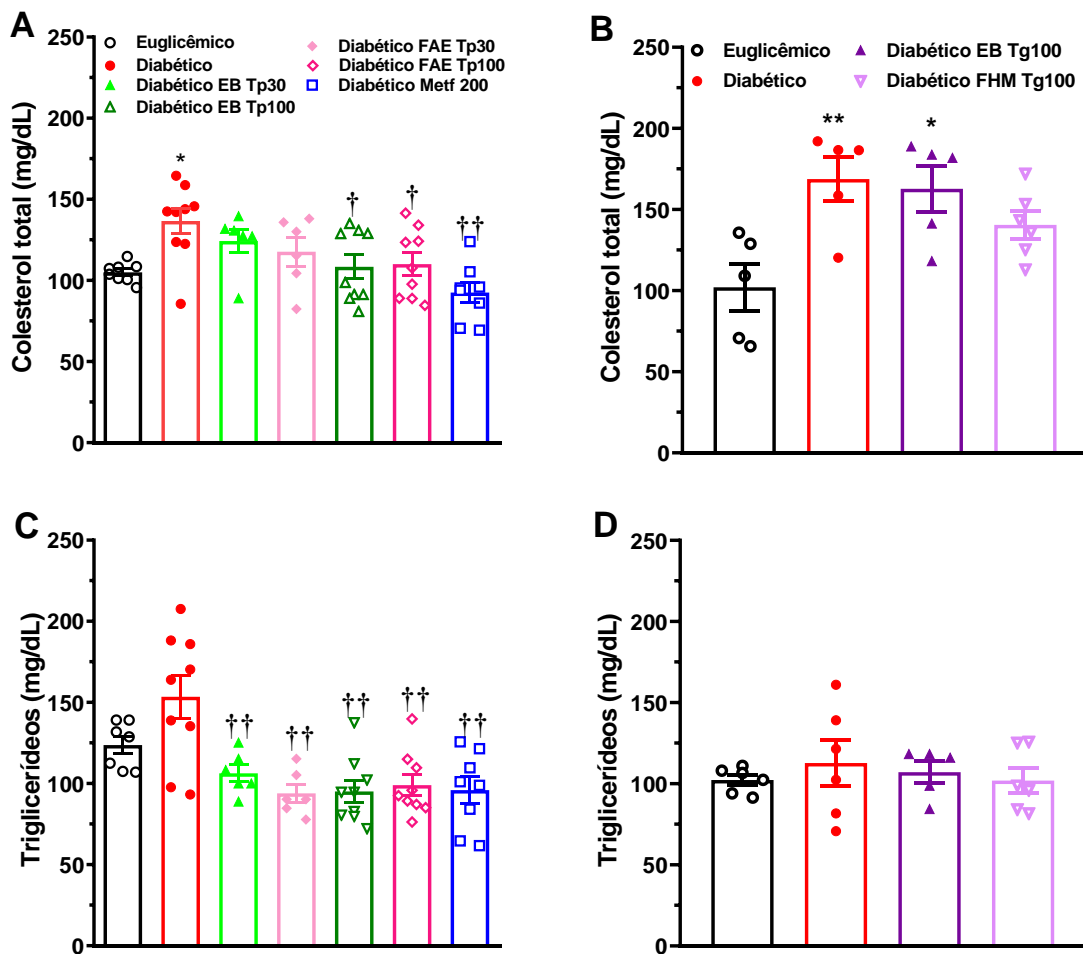 A
Colesterol total (mg/dL)
250
200
150
100
50
0
Euglicêmico
Diabético
Diabético EB Tp30
Diabético EB Tp100
Diabético FAE Tp30
Diabético FAE Tp100
Diabético Metf 200
*
†
†
††
B
Colesterol total (mg/dL)
250
200
150
100
50
0
Euglicêmico
Diabético
Diabético EB Tg100
Diabético FHM Tg100
**
*
C
Triglicerídeos (mg/dL)
250
200
150
100
50
0
††
††
††
††
††
D
Triglicerídeos (mg/dL)
250
200
150
100
50
0